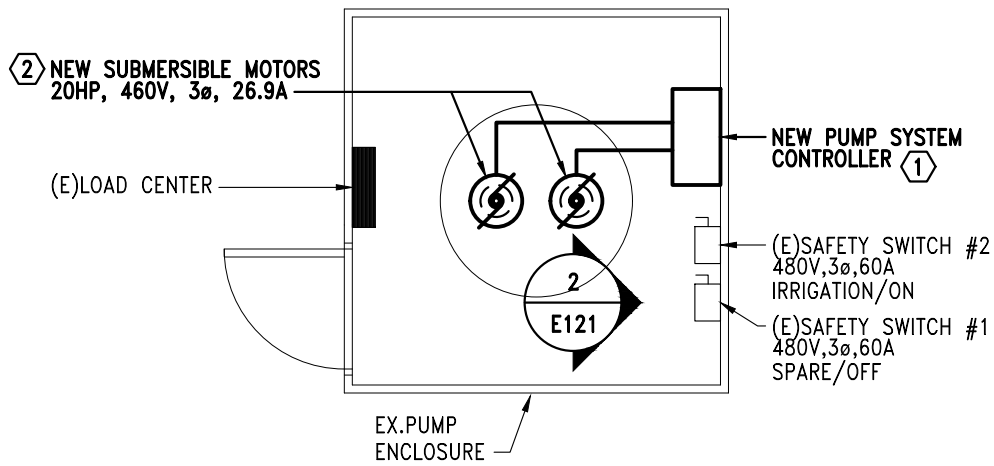 2
NEW SUBMERSIBLE MOTORS
20HP, 460V, 3ø, 26.9A
(E)LOAD CENTER
NEW PUMP SYSTEM
CONTROLLER 1
(E)SAFETY SWITCH #2
480V,3ø,60A
IRRIGATION/ON
2
E121
(E)SAFETY SWITCH #1
480V,3ø,60A
SPARE/OFF
EX.PUMP
ENCLOSURE